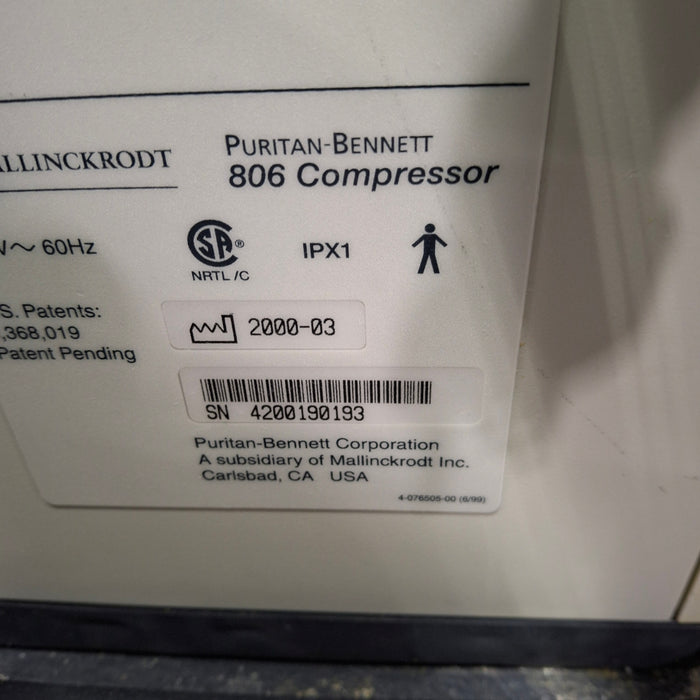 ALLINCKRODT
PURITAN-BENNETT
806 Compressor
V~ 60Hz
SA®
NRTL/C
IPX1
S. Patents:
,368,019
Patent Pending
2000-03
SN 4200190193
Puritan-Bennett Corporation
A subsidiary of Mallinckrodt Inc.
Carlsbad, CA USA
4-076505-00 (6/99)